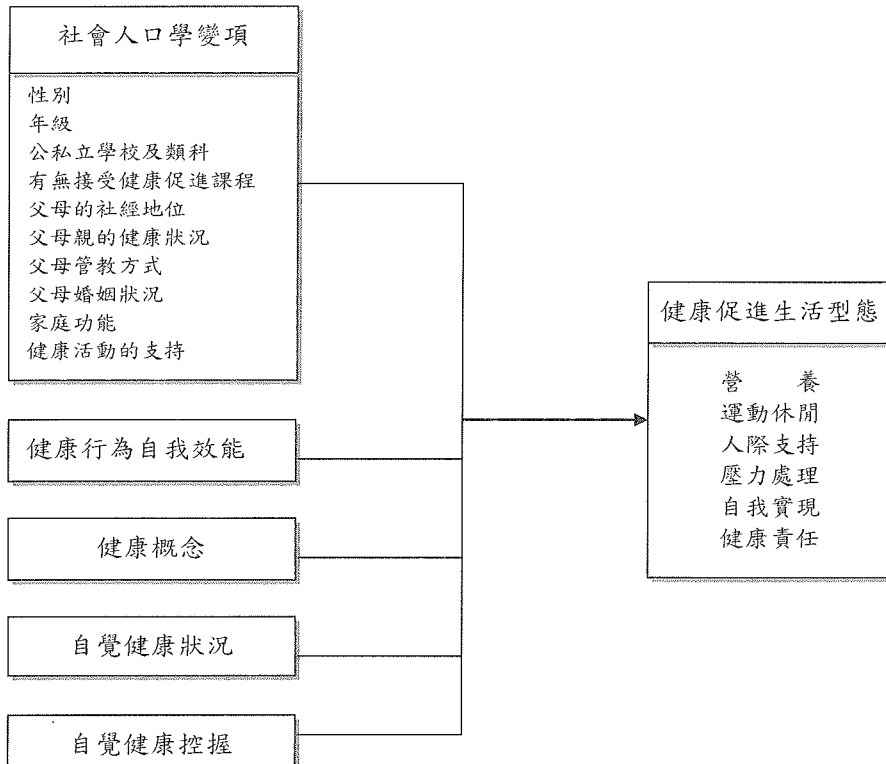 社會人口學變項
性別
年級
公私立學校及類科
有無接受健康促進課程
父母的社經地位
父母親的健康狀況
父母管教方式
父母婚姻狀況
家庭功能
健康活動的支持
健康行為自我效能
健康概念
自覺健康狀況
自覺健康控握
健康促進生活型態
營　　養
運動休閒
人際支持
壓力處理
自我實現
健康責任